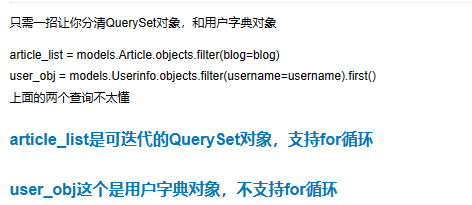 只需一招让你分清QuerySet对象，和用户字典对象
article_list = models.Article.objects.filter(blog=blog)
user_obj = models.Userinfo.objects.filter(username=username).first()
上面的两个查询不太懂
article_list是可迭代的QuerySet对象，支持for循环
user_obj这个是用户字典对象，不支持for循环